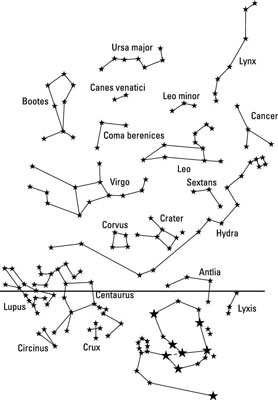 Ursa major
Lynx
Canes venatici
Leo minor
Bootes
Cancer
Coma berenices
Leo
Virgo
Sextans
Crater
Corvus
Hydra
Antlia
Centaurus
Lupus
Lyxis
Circinus
Crux